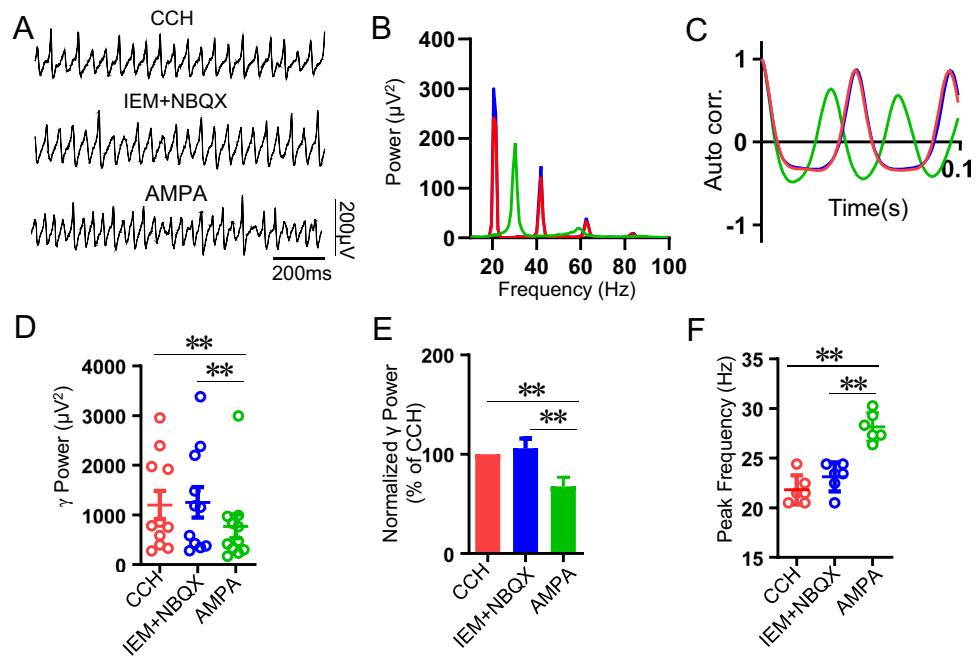 A
CCH
IEM+NBQX
AMPA
200μV
200ms
B
400
300
200
100
0
Power (μV²)
20 40 60 80 100
Frequency (Hz)
C
1
0
-1
Auto corr.
0.1
Time(s)
D
**
**
4000
3000
2000
1000
0
γ Power (μV²)
CCH
IEM+NBQX
AMPA
E
**
**
200
100
0
Normalized γ Power
(% of CCH)
CCH
IEM+NBQX
AMPA
F
**
**
35
30
25
20
15
Peak Frequency (Hz)
CCH
IEM+NBQX
AMPA